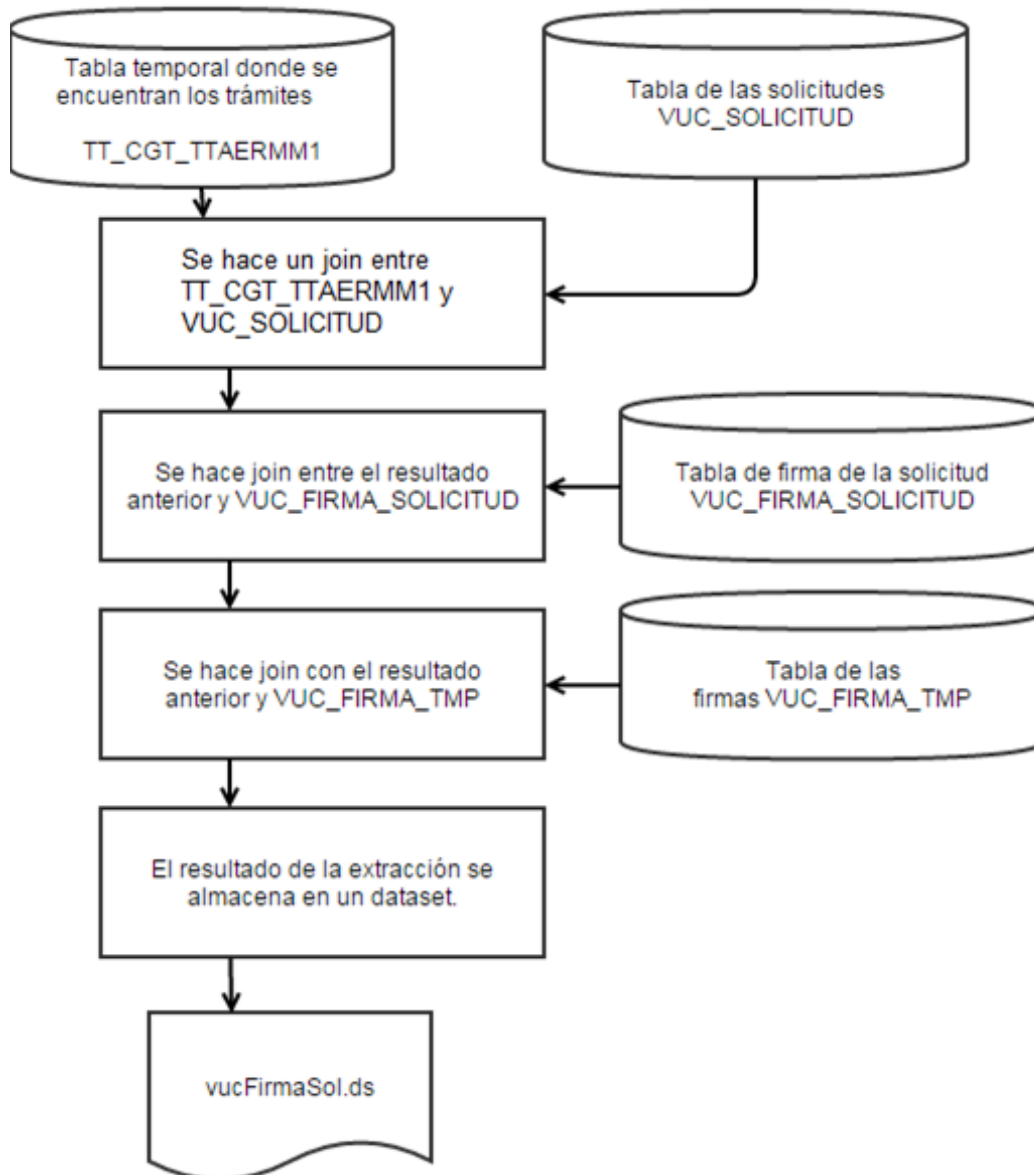 Tabla temporal donde se
encuentran los trámites
TT_CGT_TTAERMM1
Tabla de las solicitudes
VUC_SOLICITUD
Se hace un join entre
TT_CGT_TTAERMM1 y
VUC_SOLICITUD
Se hace join entre el resultado
anterior y VUC_FIRMA_SOLICITUD
Tabla de firma de la solicitud
VUC_FIRMA_SOLICITUD
Se hace join con el resultado
anterior y VUC_FIRMA_TMP
Tabla de las
firmas VUC_FIRMA_TMP
El resultado de la extracción se
almacena en un dataset.
vucFirmaSol.ds